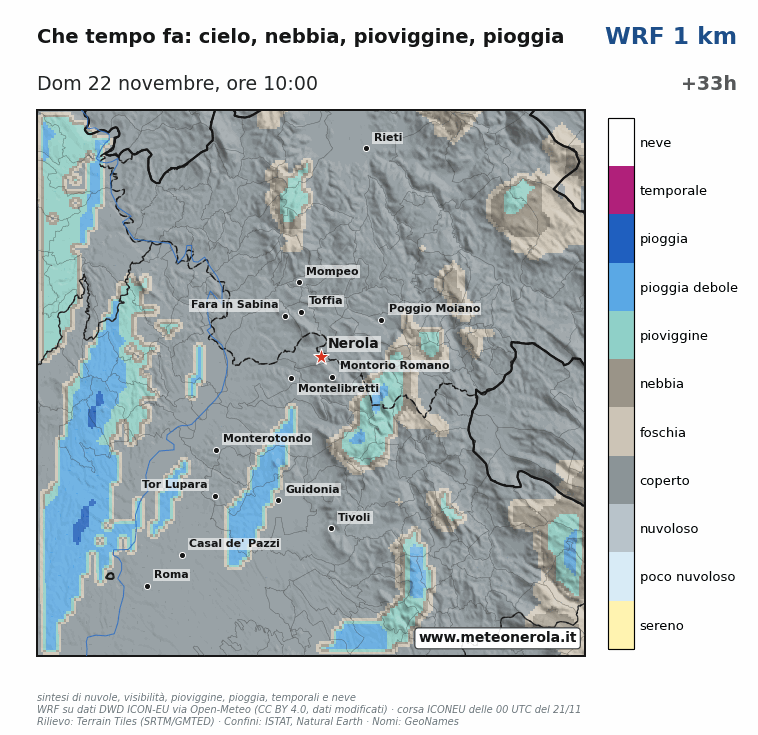 Che tempo fa: cielo, nebbia, pioviggine, pioggia
WRF 1 km
Dom 22 novembre, ore 10:00
+33h
Rieti
Mompeo
Fara in Sabina
Toffia
Poggio Moiano
Nerola
Montorio Romano
Montelibretti
Monterotondo
Tor Lupara
Guidonia
Tivoli
Casal de' Pazzi
Roma
www.meteonerola.it
neve
temporale
pioggia
pioggia debole
pioviggine
nebbia
foschia
coperto
nuvoloso
poco nuvoloso
sereno
sintesi di nuvole, visibilità, pioviggine, pioggia, temporali e neve
WRF su dati DWD ICON-EU via Open-Meteo (CC BY 4.0, dati modificati) · corsa ICONEU delle 00 UTC del 21/11
Rilievo: Terrain Tiles (SRTM/GMTED) · Confini: ISTAT, Natural Earth · Nomi: GeoNames